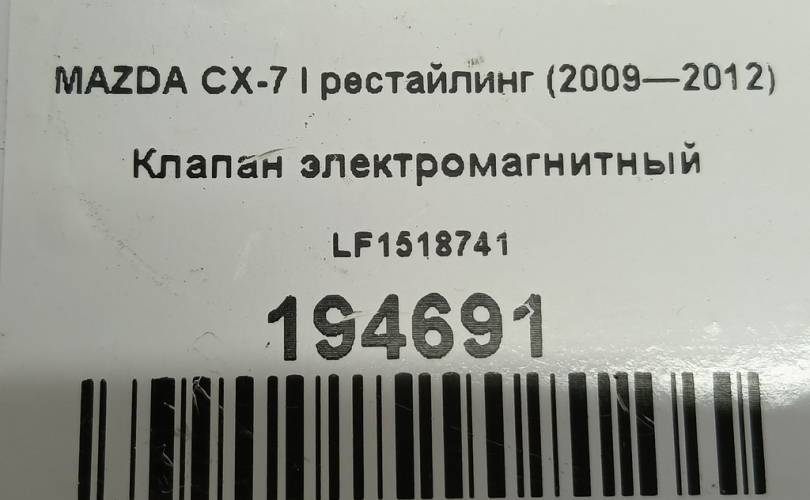 MAZDA CX-7 I рестайлинг (2009—2012)
Клапан электромагнитный
LF1518741
194691